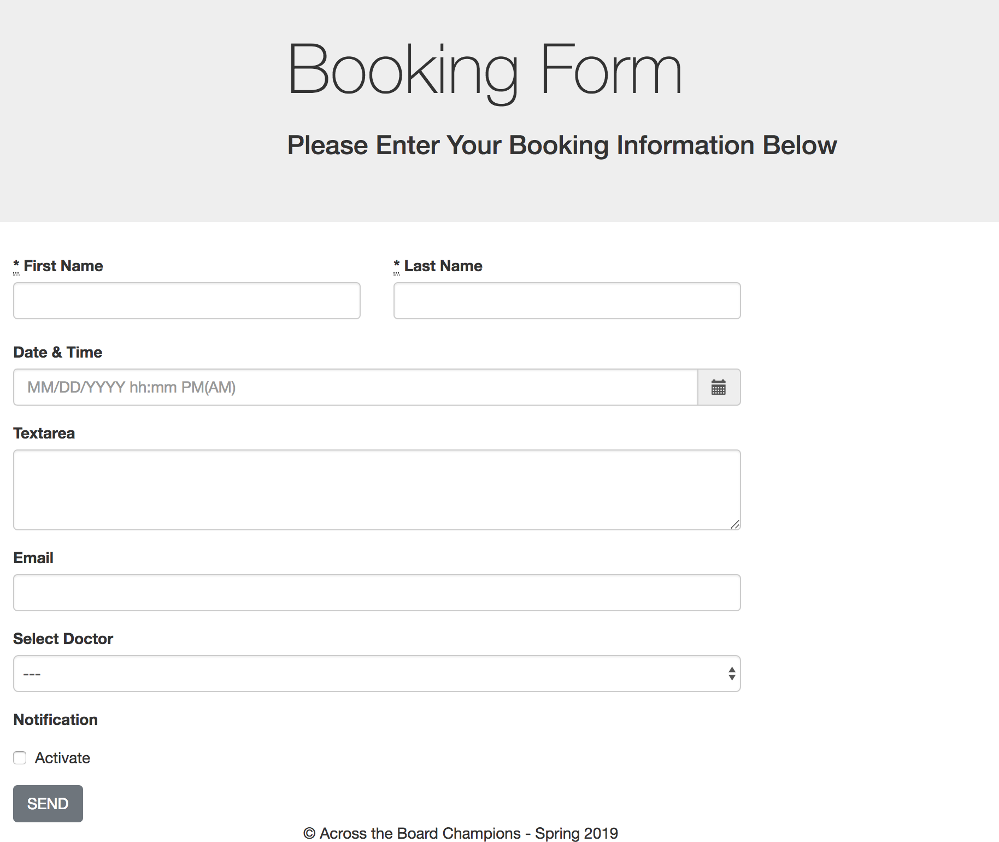 Booking Form
Please Enter Your Booking Information Below
* First Name
* Last Name
Date & Time
MM/DD/YYYY hh:mm PM(AM)
Textarea
Email
Select Doctor
---
Notification
Activate
SEND
© Across the Board Champions - Spring 2019